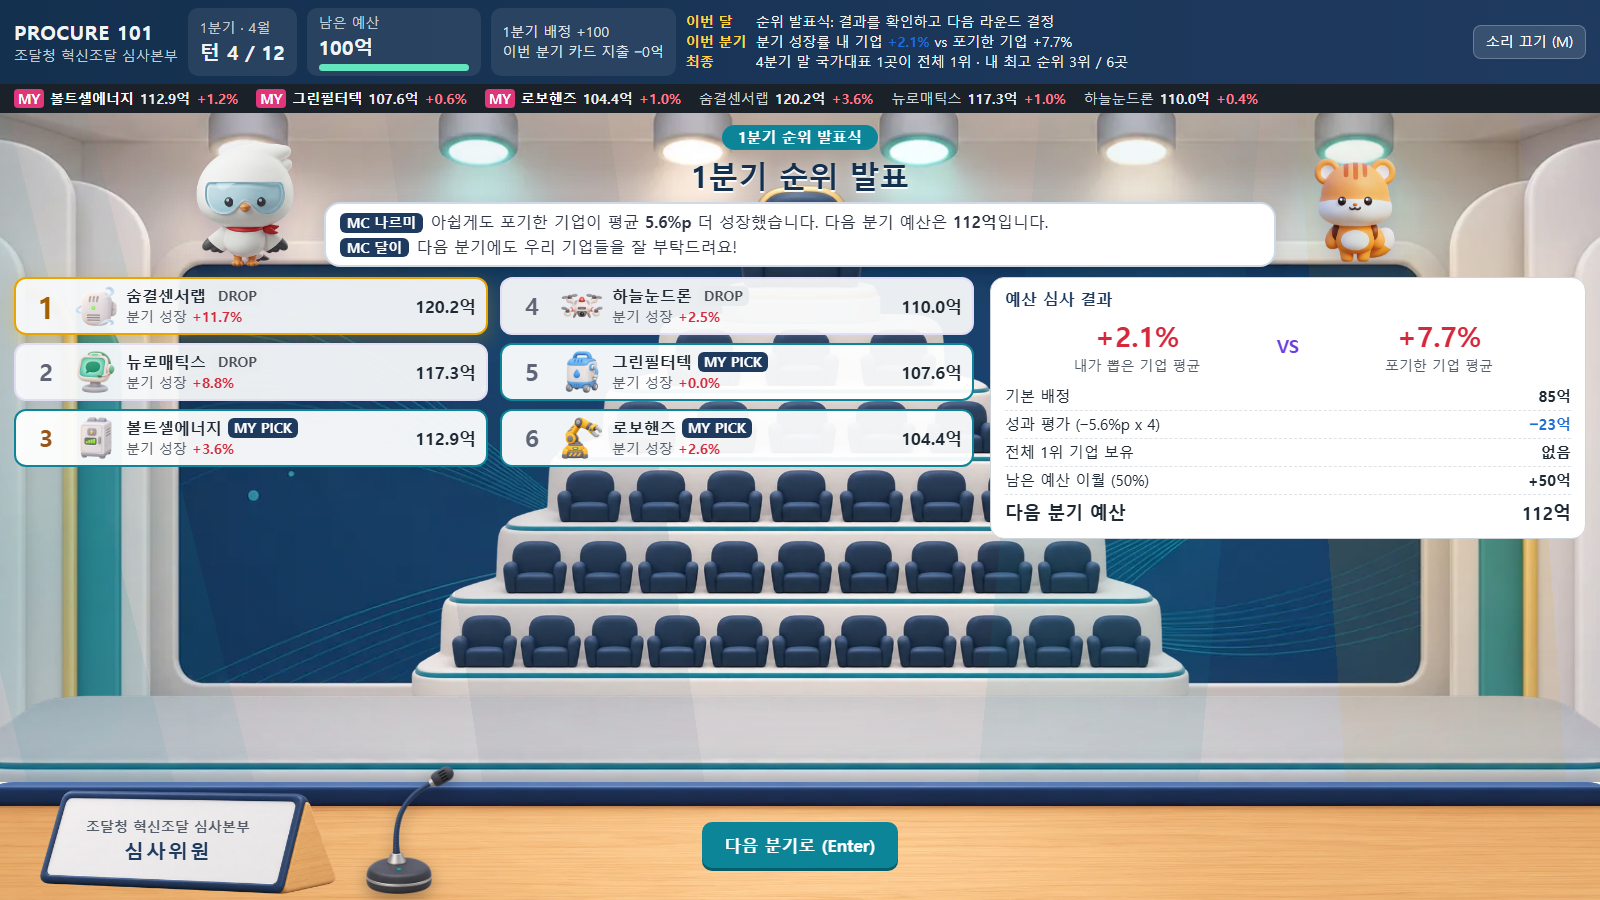 PROCURE 101
조달청 혁신조달 심사본부
1분기 · 4월
턴 4 / 12
남은 예산
100억
1분기 배정 +100
이번 분기 카드 지출 −0억
이번 달 순위 발표식: 결과를 확인하고 다음 라운드 결정
이번 분기 분기 성장률 내 기업 +2.1% vs 포기한 기업 +7.7%
최종 4분기 말 국가대표 1곳이 전체 1위 · 내 최고 순위 3위 / 6곳
소리 끄기 (M)
MY 볼트셀에너지 112.9억 +1.2% MY 그린필터텍 107.6억 +0.6% MY 로보핸즈 104.4억 +1.0% 숨결센서랩 120.2억 +3.6% 뉴로매틱스 117.3억 +1.0% 하늘눈드론 110.0억 +0.4%
1분기 순위 발표식
1분기 순위 발표
MC 나르미 아쉽게도 포기한 기업이 평균 5.6%p 더 성장했습니다. 다음 분기 예산은 112억입니다.
MC 달이 다음 분기에도 우리 기업들을 잘 부탁드려요!
1 숨결센서랩 DROP
분기 성장 +11.7%
120.2억
2 뉴로매틱스 DROP
분기 성장 +8.8%
117.3억
3 볼트셀에너지 MY PICK
분기 성장 +3.6%
112.9억
4 하늘눈드론 DROP
분기 성장 +2.5%
110.0억
5 그린필터텍 MY PICK
분기 성장 +0.0%
107.6억
6 로보핸즈 MY PICK
분기 성장 +2.6%
104.4억
예산 심사 결과
+2.1% VS +7.7%
내가 뽑은 기업 평균 포기한 기업 평균
기본 배정 85억
성과 평가 (−5.6%p x 4) −23억
전체 1위 기업 보유 없음
남은 예산 이월 (50%) +50억
다음 분기 예산 112억
조달청 혁신조달 심사본부
심사위원
다음 분기로 (Enter)